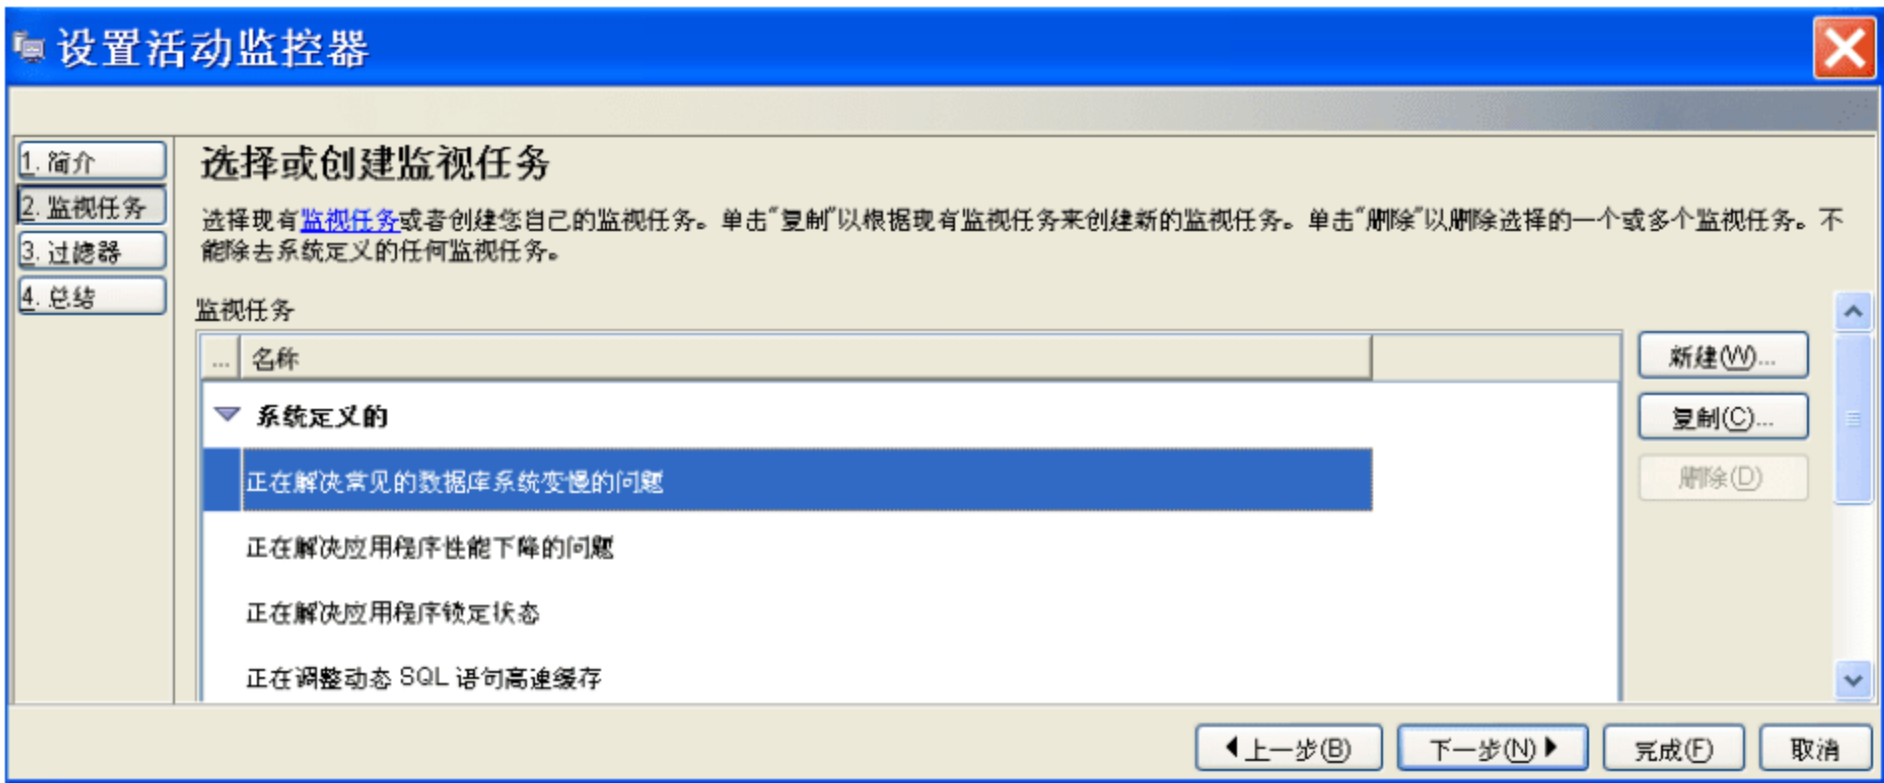 设置活动监控器
1. 简介
2. 监视任务
3. 过滤器
4. 总结
选择或创建监视任务
选择现有监视任务或者创建您自己的监视任务。单击“复制”以根据现有监视任务来创建新的监视任务。单击“删除”以删除选择的一个或多个监视任务。不
能除去系统定义的任何监视任务。
监视任务
... 名称
系统定义的
正在解决常见的数据库系统变慢的问题
正在解决应用程序性能下降的问题
正在解决应用程序锁定状态
正在调整动态 SQL 语句高速缓存
新建(W)...
复制(C)...
删除(D)
上一步(B) 下一步(N) 完成(F) 取消